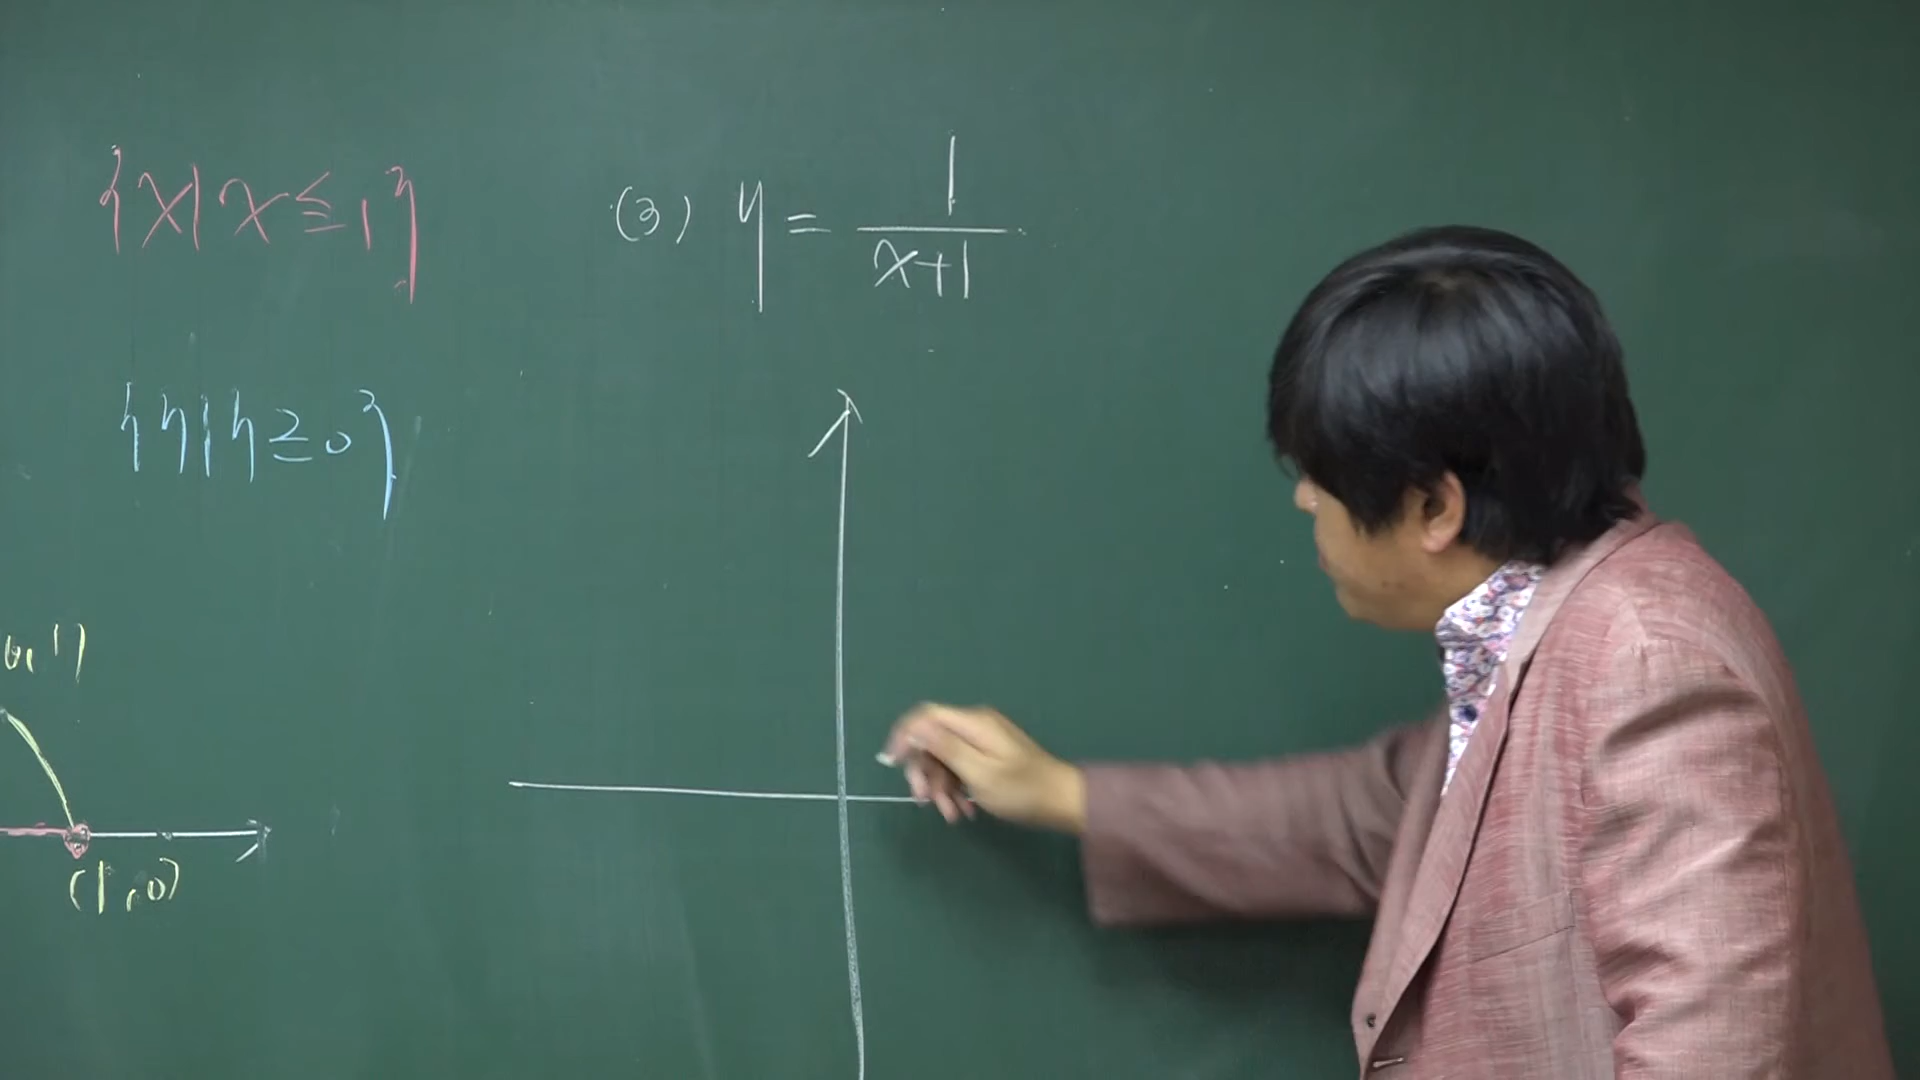 {x|x≦1}
{y|y≥0}
0,1)
(1,0)
(3) y = 1/(x+1)